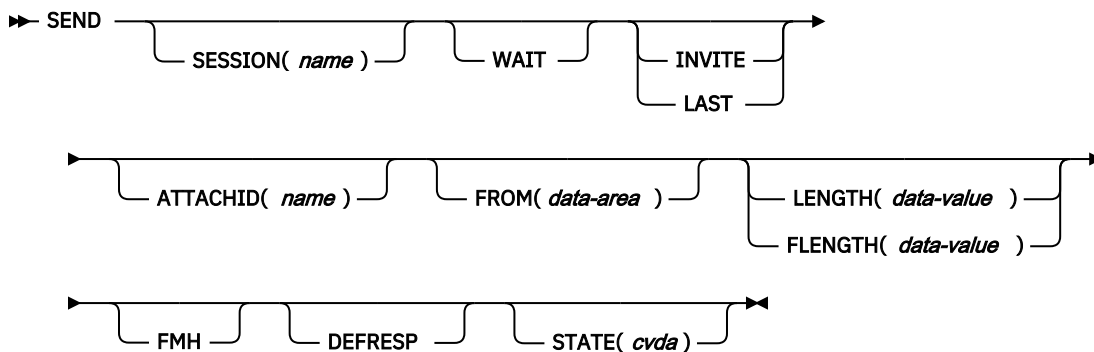 SEND SESSION( name ) WAIT INVITE
LAST
ATTACHID( name ) FROM( data-area ) LENGTH( data-value )
FLENGTH( data-value )
FMH DEFRESP STATE( cvda )